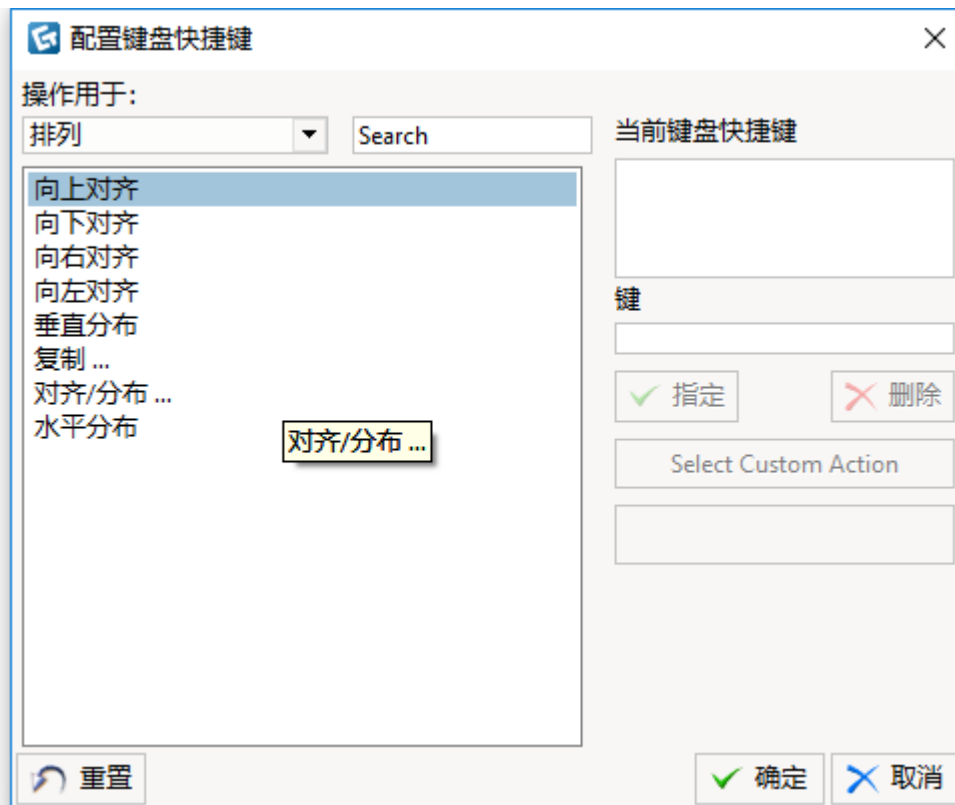 配置键盘快捷键
操作用于:
排列
Search
当前键盘快捷键
向上对齐
向下对齐
向右对齐
向左对齐
垂直分布
复制 ...
对齐/分布 ...
水平分布
对齐/分布 ...
键
指定
删除
Select Custom Action
重置
确定
取消